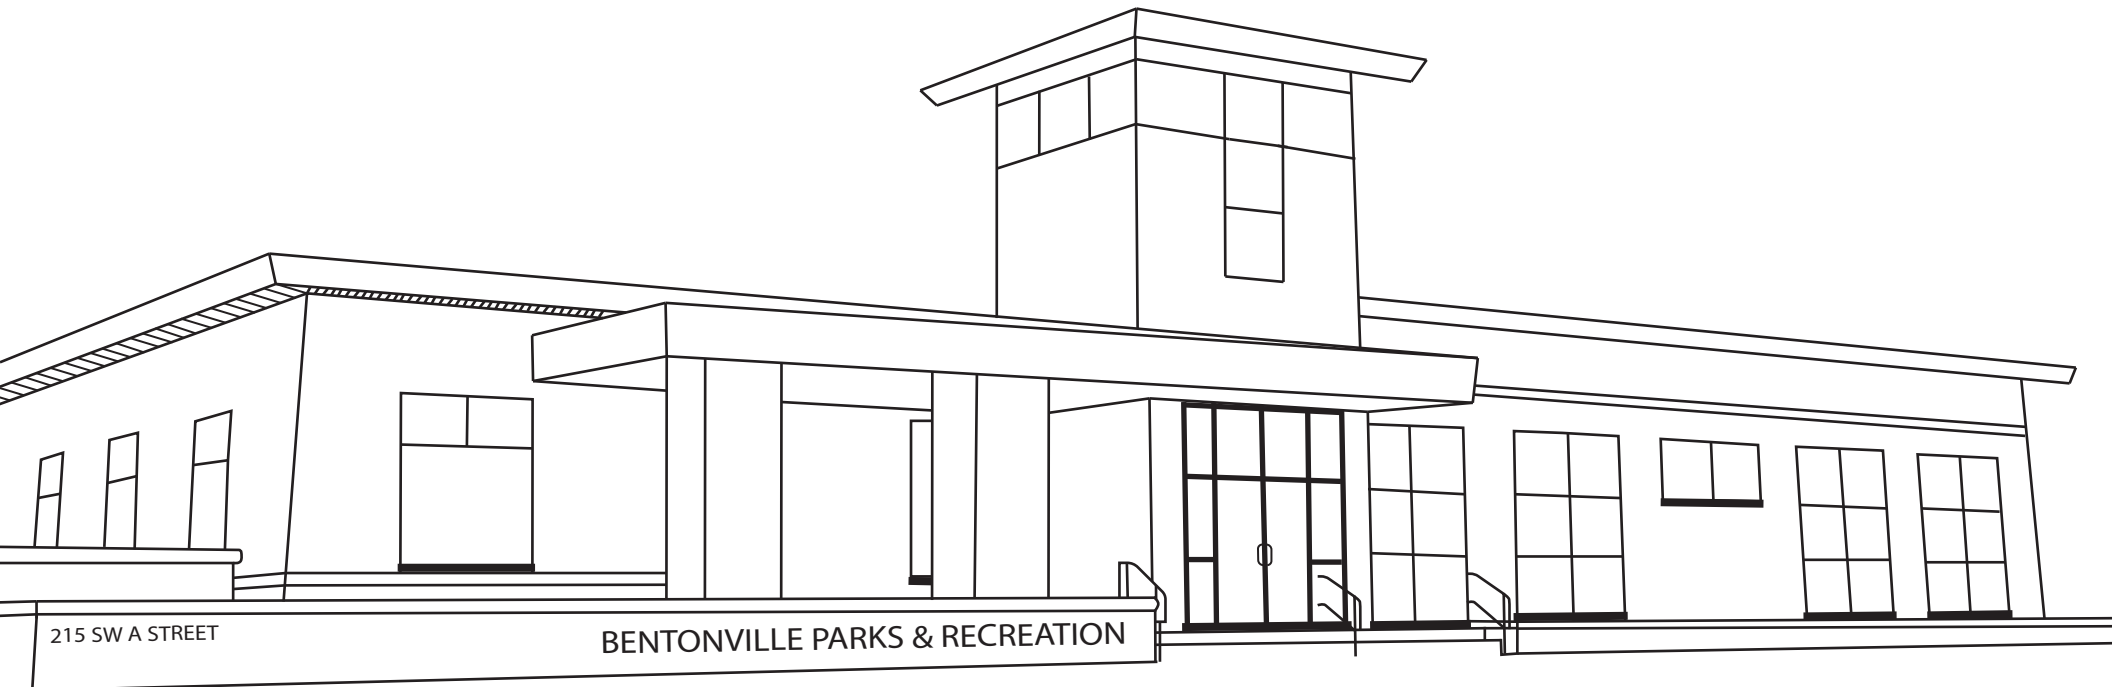 215 SW A STREET
BENTONVILLE PARKS & RECREATION